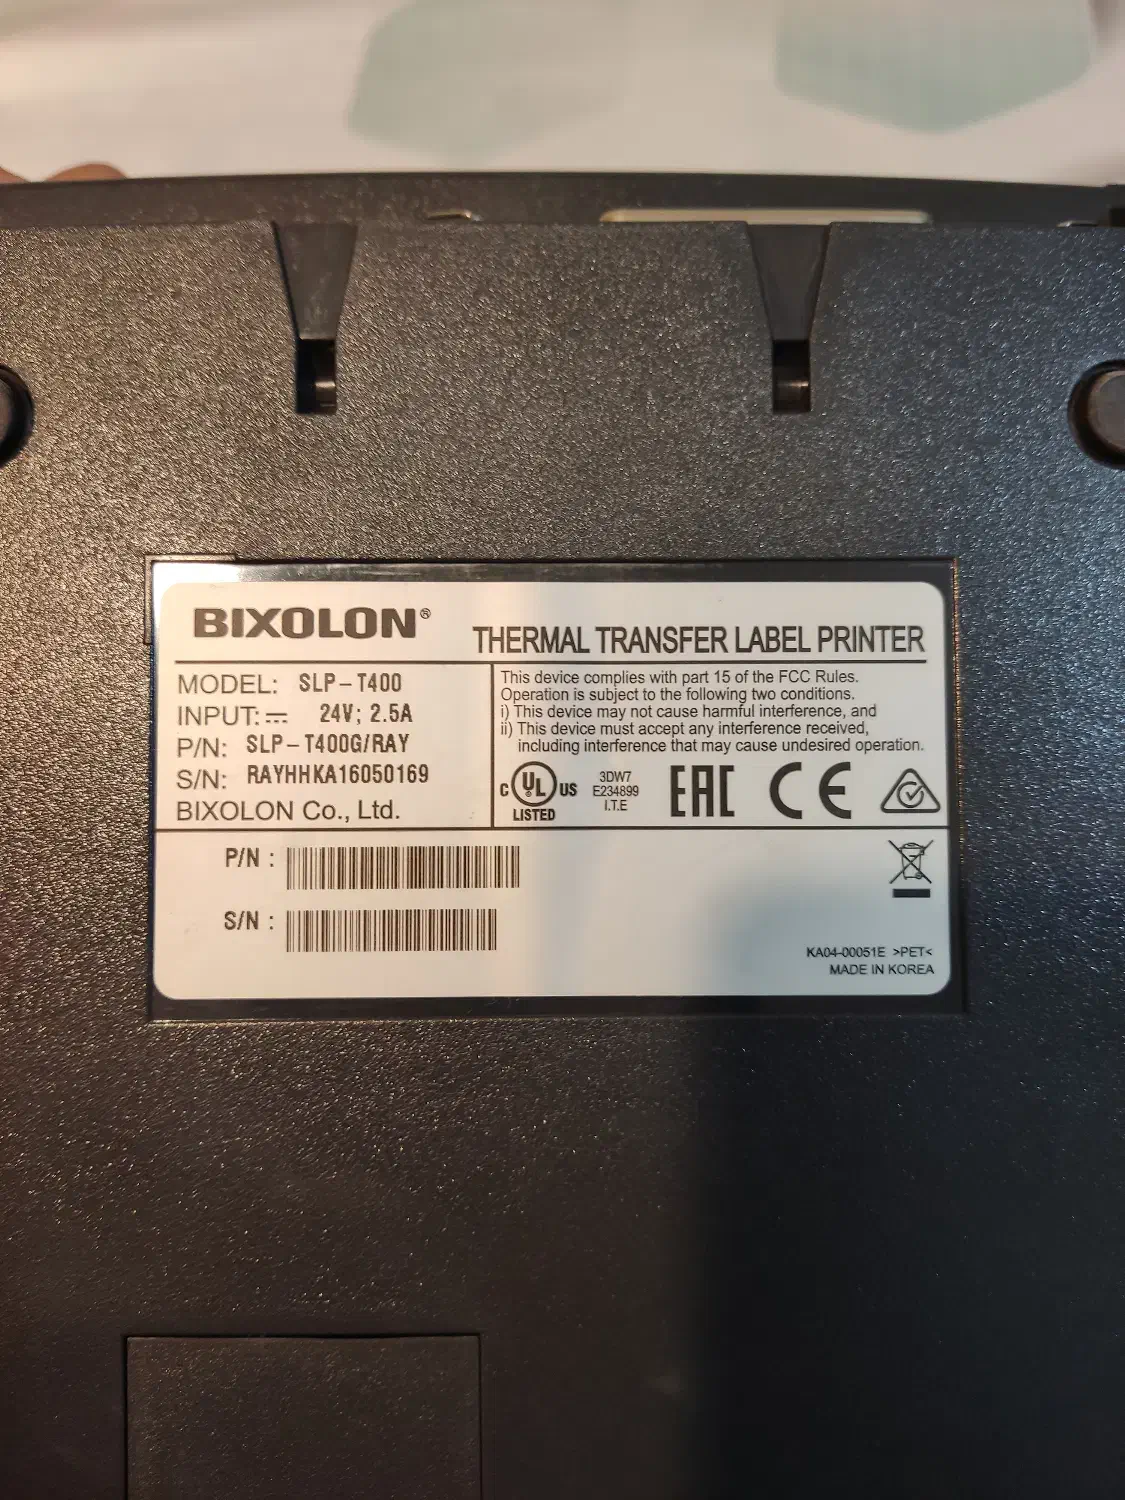 BIXOLON®
THERMAL TRANSFER LABEL PRINTER
MODEL: SLP-T400
INPUT: ⎓ 24V; 2.5A
P/N: SLP-T400G/RAY
S/N: RAYHHKA16050169
BIXOLON Co., Ltd.
This device complies with part 15 of the FCC Rules.
Operation is subject to the following two conditions.
i) This device may not cause harmful interference, and
ii) This device must accept any interference received,
including interference that may cause undesired operation.
C UL US
LISTED
3DW7
E234899
I.T.E
EAC
CE
P/N :
S/N :
KA04-00051E >PET<
MADE IN KOREA